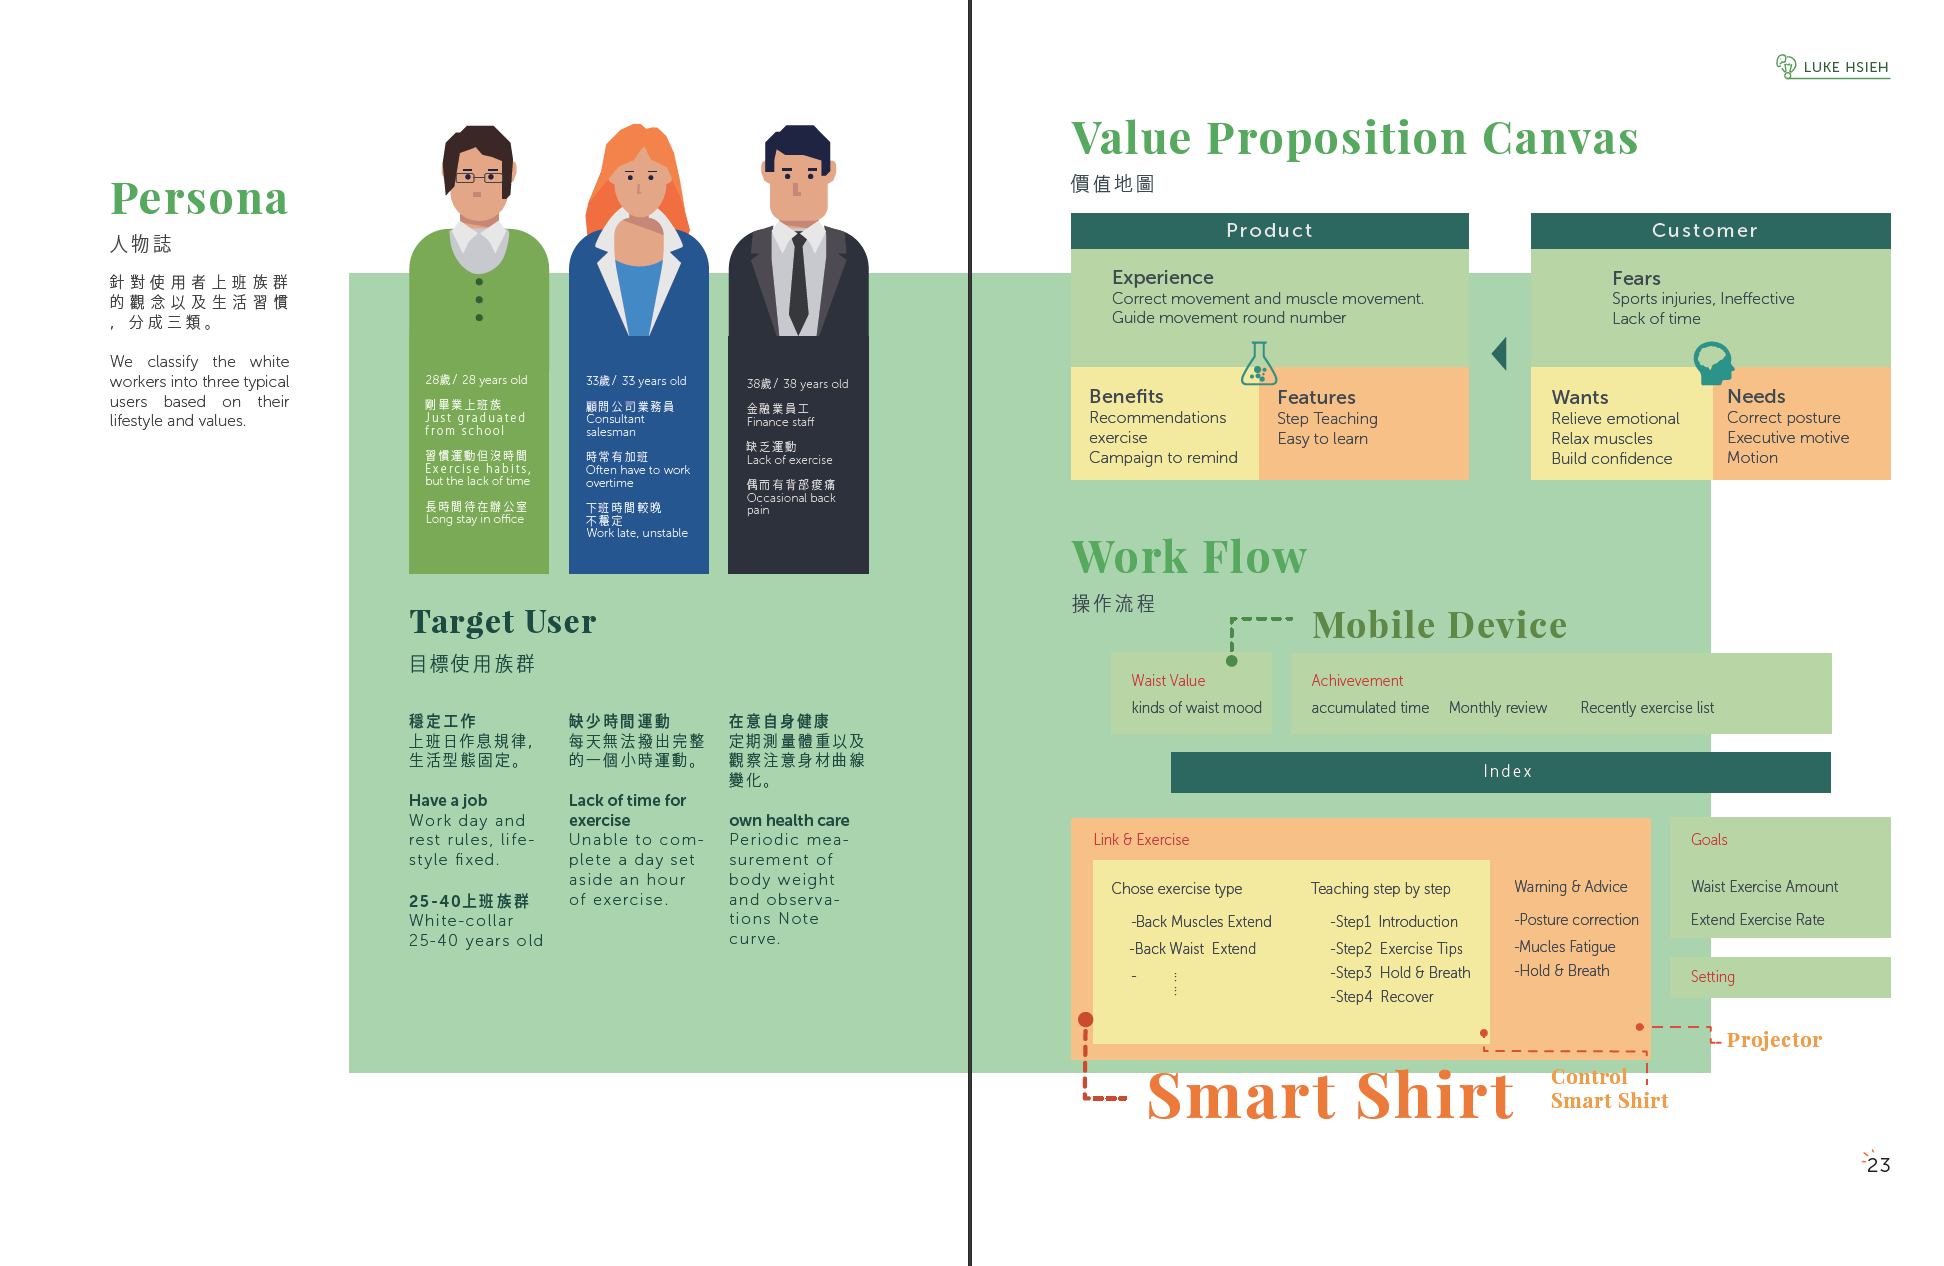 LUKE HSIEH
Persona
人物誌
針對使用者上班族群
的觀念以及生活習慣
，分成三類。
We classify the white
workers into three typical
users based on their
lifestyle and values.
28歲/ 28 years old
剛畢業上班族
Just graduated
from school
習慣運動但沒時間
Exercise habits,
but the lack of time
長時間待在辦公室
Long stay in office
33歲/ 33 years old
顧問公司業務員
Consultant
salesman
時常有加班
Often have to work
overtime
下班時間較晚
不穩定
Work late, unstable
38歲/ 38 years old
金融業員工
Finance staff
缺乏運動
Lack of exercise
偶而有背部痠痛
Occasional back
pain
Target User
目標使用族群
穩定工作
上班日作息規律,
生活型態固定。
Have a job
Work day and
rest rules, life-
style fixed.
25-40上班族群
White-collar
25-40 years old
缺少時間運動
每天無法撥出完整
的一個小時運動。
Lack of time for
exercise
Unable to com-
plete a day set
aside an hour
of exercise.
在意自身健康
定期測量體重以及
觀察注意身材曲線
變化。
own health care
Periodic mea-
surement of
body weight
and observa-
tions Note
curve.
Value Proposition Canvas
價值地圖
Product
Experience
Correct movement and muscle movement.
Guide movement round number
Benefits
Recommendations
exercise
Campaign to remind
Features
Step Teaching
Easy to learn
Customer
Fears
Sports injuries, Ineffective
Lack of time
Wants
Relieve emotional
Relax muscles
Build confidence
Needs
Correct posture
Executive motive
Motion
Work Flow
操作流程
Mobile Device
Waist Value
kinds of waist mood
Achivevement
accumulated time Monthly review Recently exercise list
Index
Link & Exercise
Chose exercise type
-Back Muscles Extend
-Back Waist Extend
-
Teaching step by step
-Step1 Introduction
-Step2 Exercise Tips
-Step3 Hold & Breath
-Step4 Recover
Warning & Advice
-Posture correction
-Mucles Fatigue
-Hold & Breath
Goals
Waist Exercise Amount
Extend Exercise Rate
Setting
Projector
Control
Smart Shirt
Smart Shirt
23